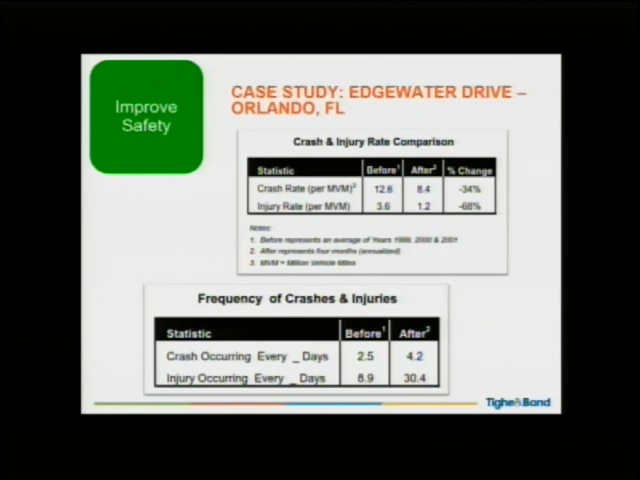 Improve
Safety
CASE STUDY: EDGEWATER DRIVE –
ORLANDO, FL
Crash & Injury Rate Comparison
Statistic Before1 After2 % Change
Crash Rate (per MVM)3 12.6 8.4 -34%
Injury Rate (per MVM) 3.6 1.2 -68%
Notes:
1. Before represents an average of Years 1999, 2000 & 2001
2. After represents four months (annualized)
3. MVM = Million Vehicle Miles
Frequency of Crashes & Injuries
Statistic Before1 After2
Crash Occurring Every _ Days 2.5 4.2
Injury Occurring Every _ Days 8.9 30.4
Tighe&Bond